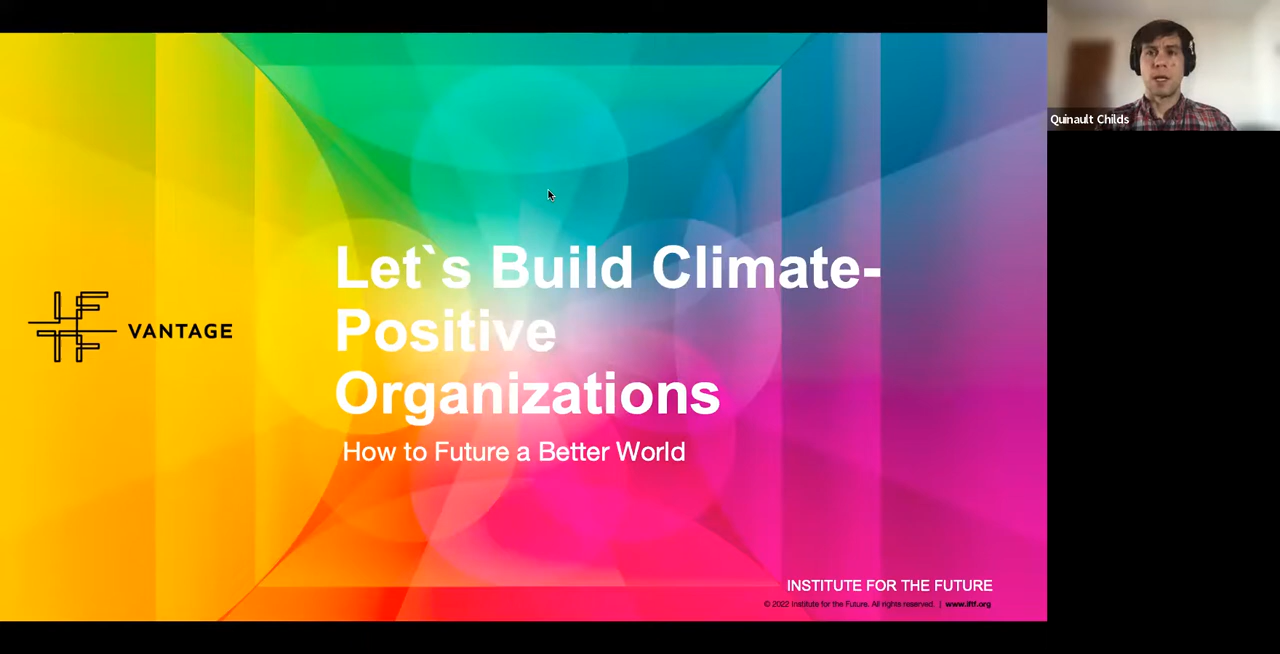 Quinault Childs
Let`s Build Climate-
Positive
Organizations
VANTAGE
How to Future a Better World
INSTITUTE FOR THE FUTURE
© 2022 Institute for the Future. All rights reserved. | www.iftf.org